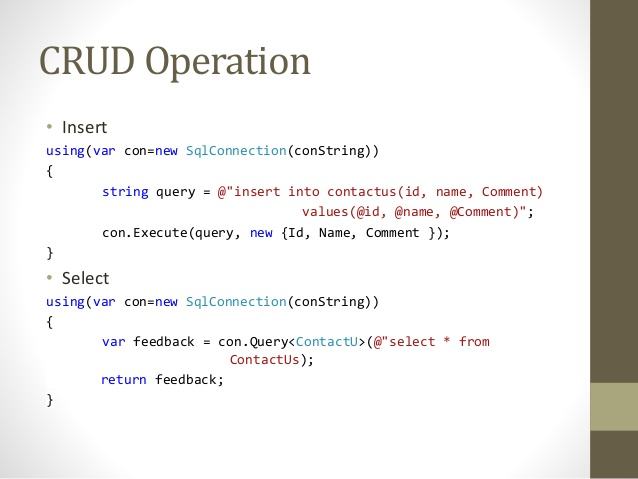 CRUD Operation
• Insert
using(var con=new SqlConnection(conString))
{
string query = @"insert into contactus(id, name, Comment)
values(@id, @name, @Comment)";
con.Execute(query, new {Id, Name, Comment });
}
• Select
using(var con=new SqlConnection(conString))
{
var feedback = con.Query<ContactU>(@"select * from
ContactUs);
return feedback;
}